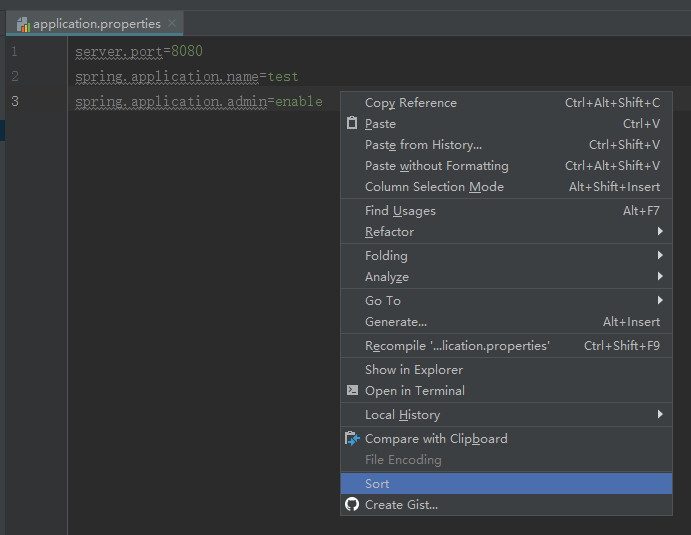 application.properties
1 server.port=8080
2 spring.application.name=test
3 spring.application.admin=enable
Copy Reference Ctrl+Alt+Shift+C
Paste Ctrl+V
Paste from History... Ctrl+Shift+V
Paste without Formatting Ctrl+Alt+Shift+V
Column Selection Mode Alt+Shift+Insert
Find Usages Alt+F7
Refactor
Folding
Analyze
Go To
Generate... Alt+Insert
Recompile '...lication.properties' Ctrl+Shift+F9
Show in Explorer
Open in Terminal
Local History
Compare with Clipboard
File Encoding
Sort
Create Gist...